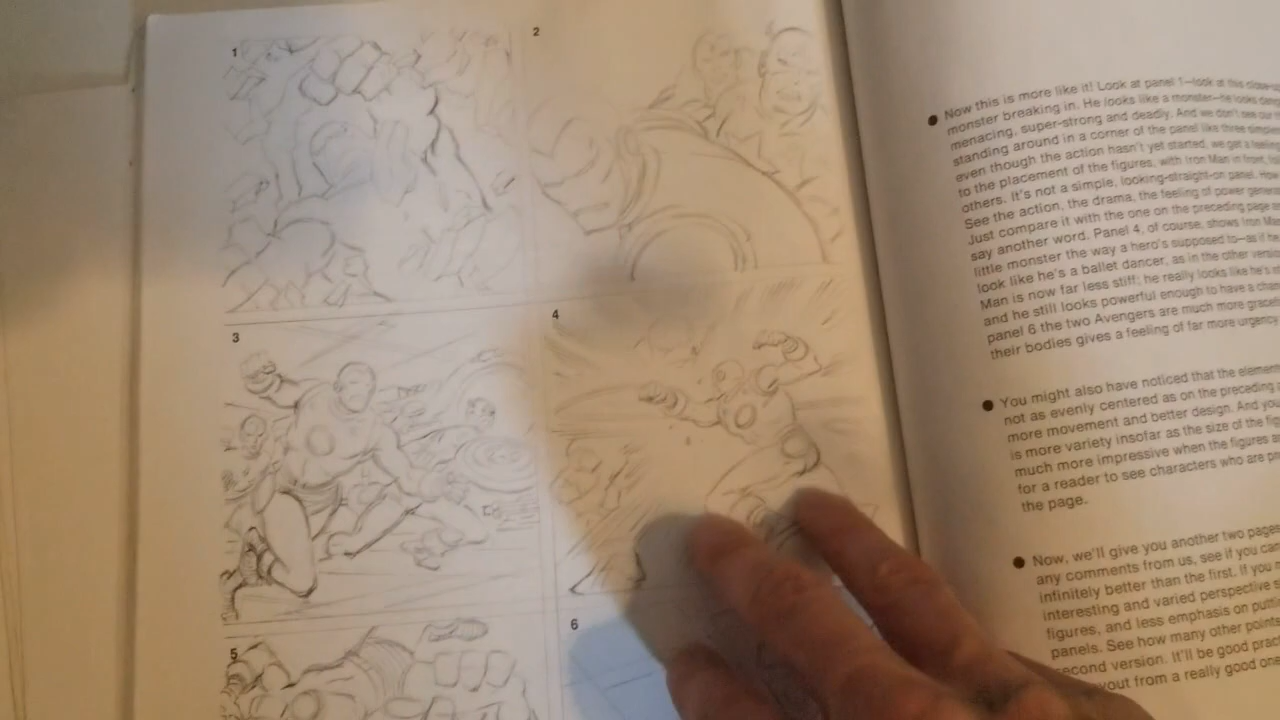 1
2
3
4
5
6
Now this is more like it! Look at panel 1—look at this close-u
monster breaking in. He looks like a monster—he looks
menacing, super-strong and deadly. And we don't see our
standing around in a corner of the panel like three simple
even though the action hasn't yet started, we get a feeling
to the placement of the figures, with Iron Man in front,
others. It's not a simple, looking-straight-on panel. How
See the action, the drama, the feeling of power genera
Just compare it with the one on the preceding page
say another word. Panel 4, of course, shows Iron Ma
little monster the way a hero's supposed to—as if he
look like he's a ballet dancer, as in the other versio
Man is now far less stiff; he really looks like he's
and he still looks powerful enough to have a chan
panel 6 the two Avengers are much more grace
their bodies gives a feeling of far more urgency
You might also have noticed that the element
not as evenly centered as on the preceding
more movement and better design. And you
is more variety insofar as the size of the fig
much more impressive when the figures a
for a reader to see characters who are pr
the page.
Now, we'll give you another two pages
any comments from us, see if you can
infinitely better than the first. If you
interesting and varied perspective
figures, and less emphasis on putti
panels. See how many other points
second version. It'll be good prac
ayout from a really good one